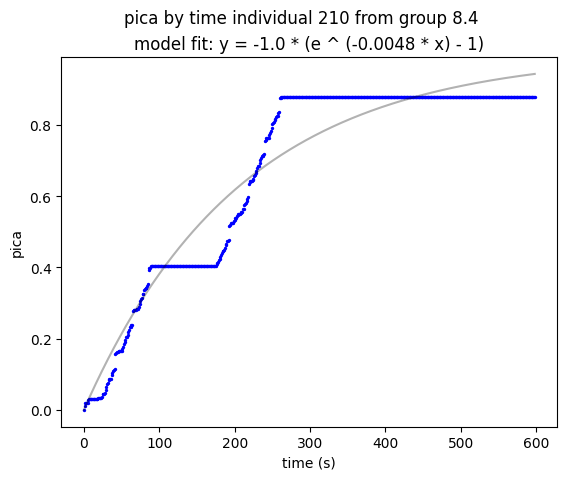 pica by time individual 210 from group 8.4
model fit: y = -1.0 * (e ^ (-0.0048 * x) - 1)
pica
0.8
0.6
0.4
0.2
0.0
0 100 200 300 400 500 600
time (s)